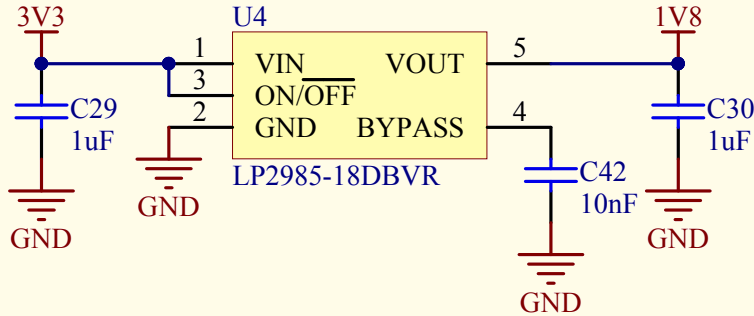 3V3
U4
1V8
1
VIN
VOUT
5
3
ON/OFF
C29
1uF
2
GND
BYPASS
4
C30
1uF
LP2985-18DBVR
C42
10nF
GND
GND
GND
GND